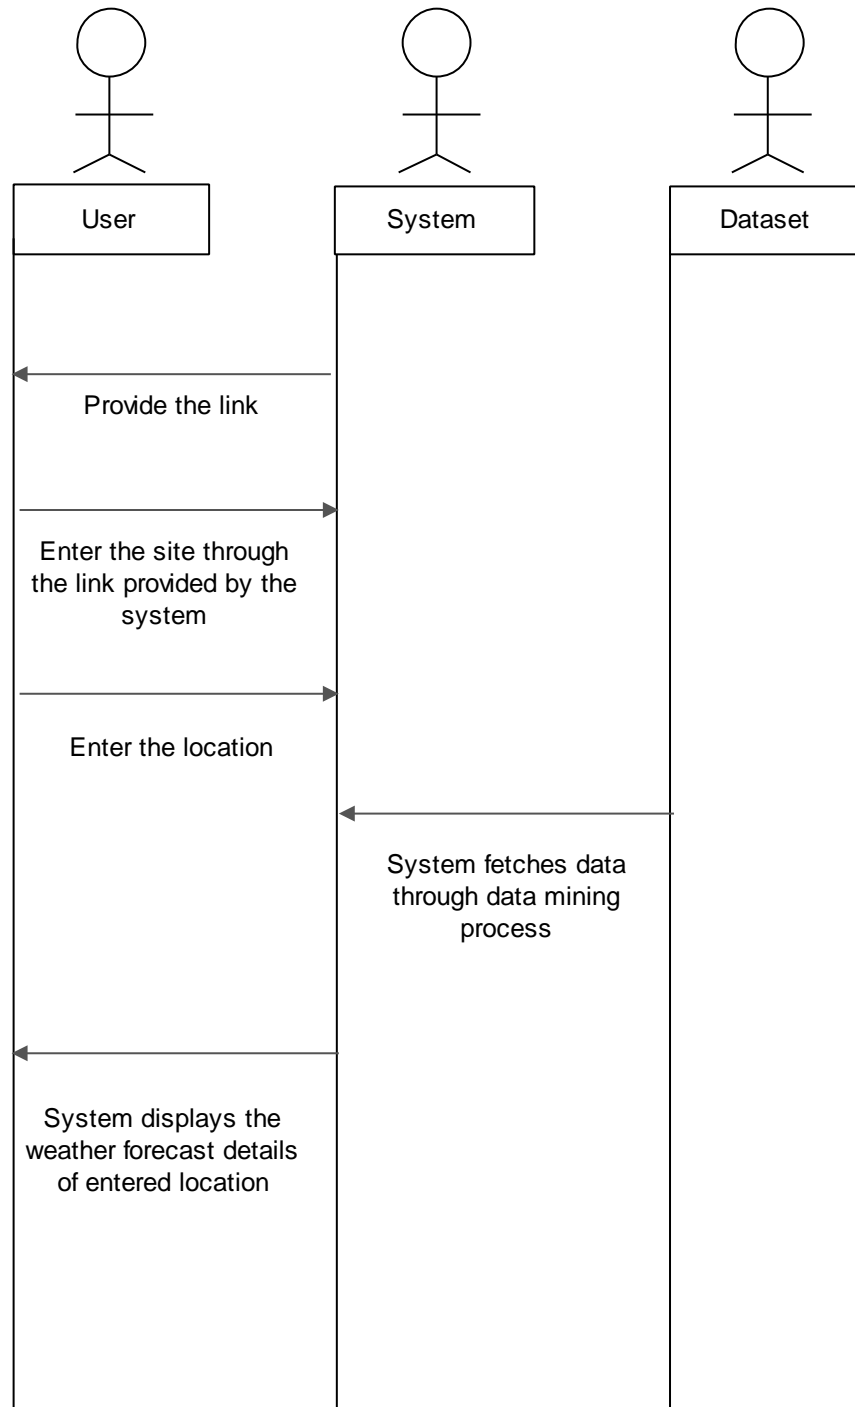 User
System
Dataset
Provide the link
Enter the site through
the link provided by the
system
Enter the location
System fetches data
through data mining
process
System displays the
weather forecast details
of entered location